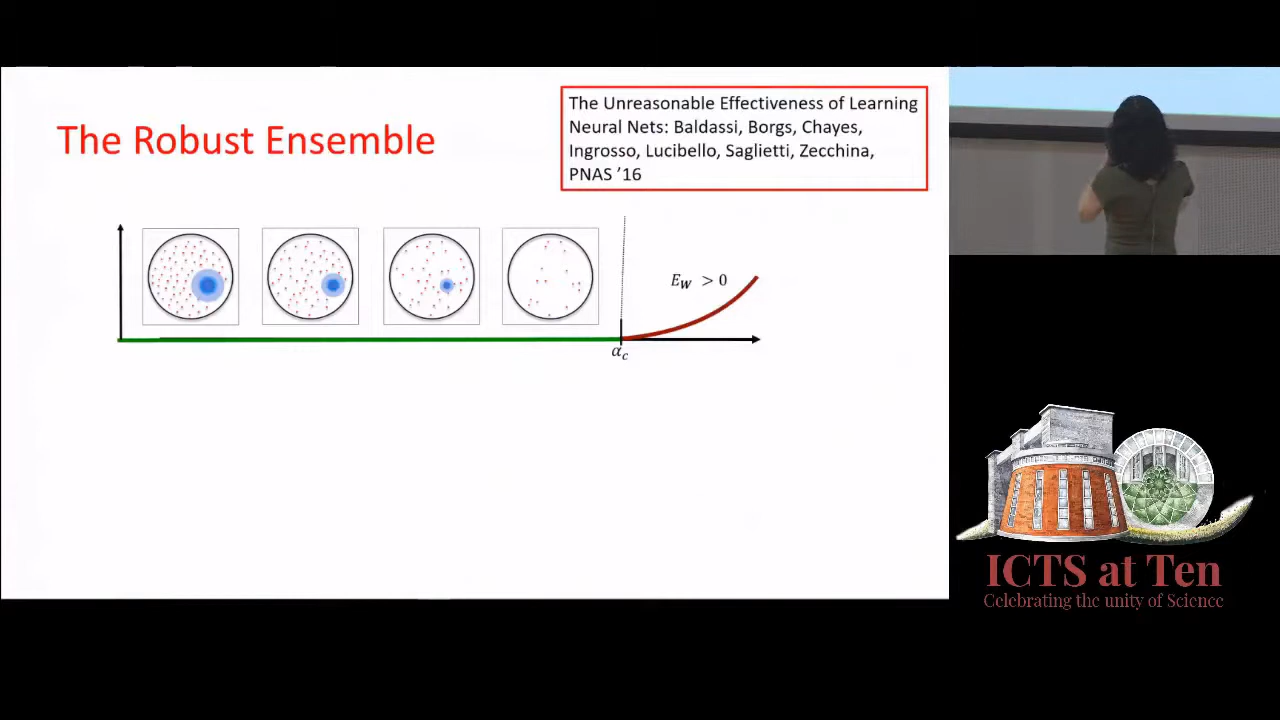 The Robust Ensemble
The Unreasonable Effectiveness of Learning
Neural Nets: Baldassi, Borgs, Chayes,
Ingrosso, Lucibello, Saglietti, Zecchina,
PNAS ’16
E_W > 0
α_c
ICTS at Ten
Celebrating the unity of Science